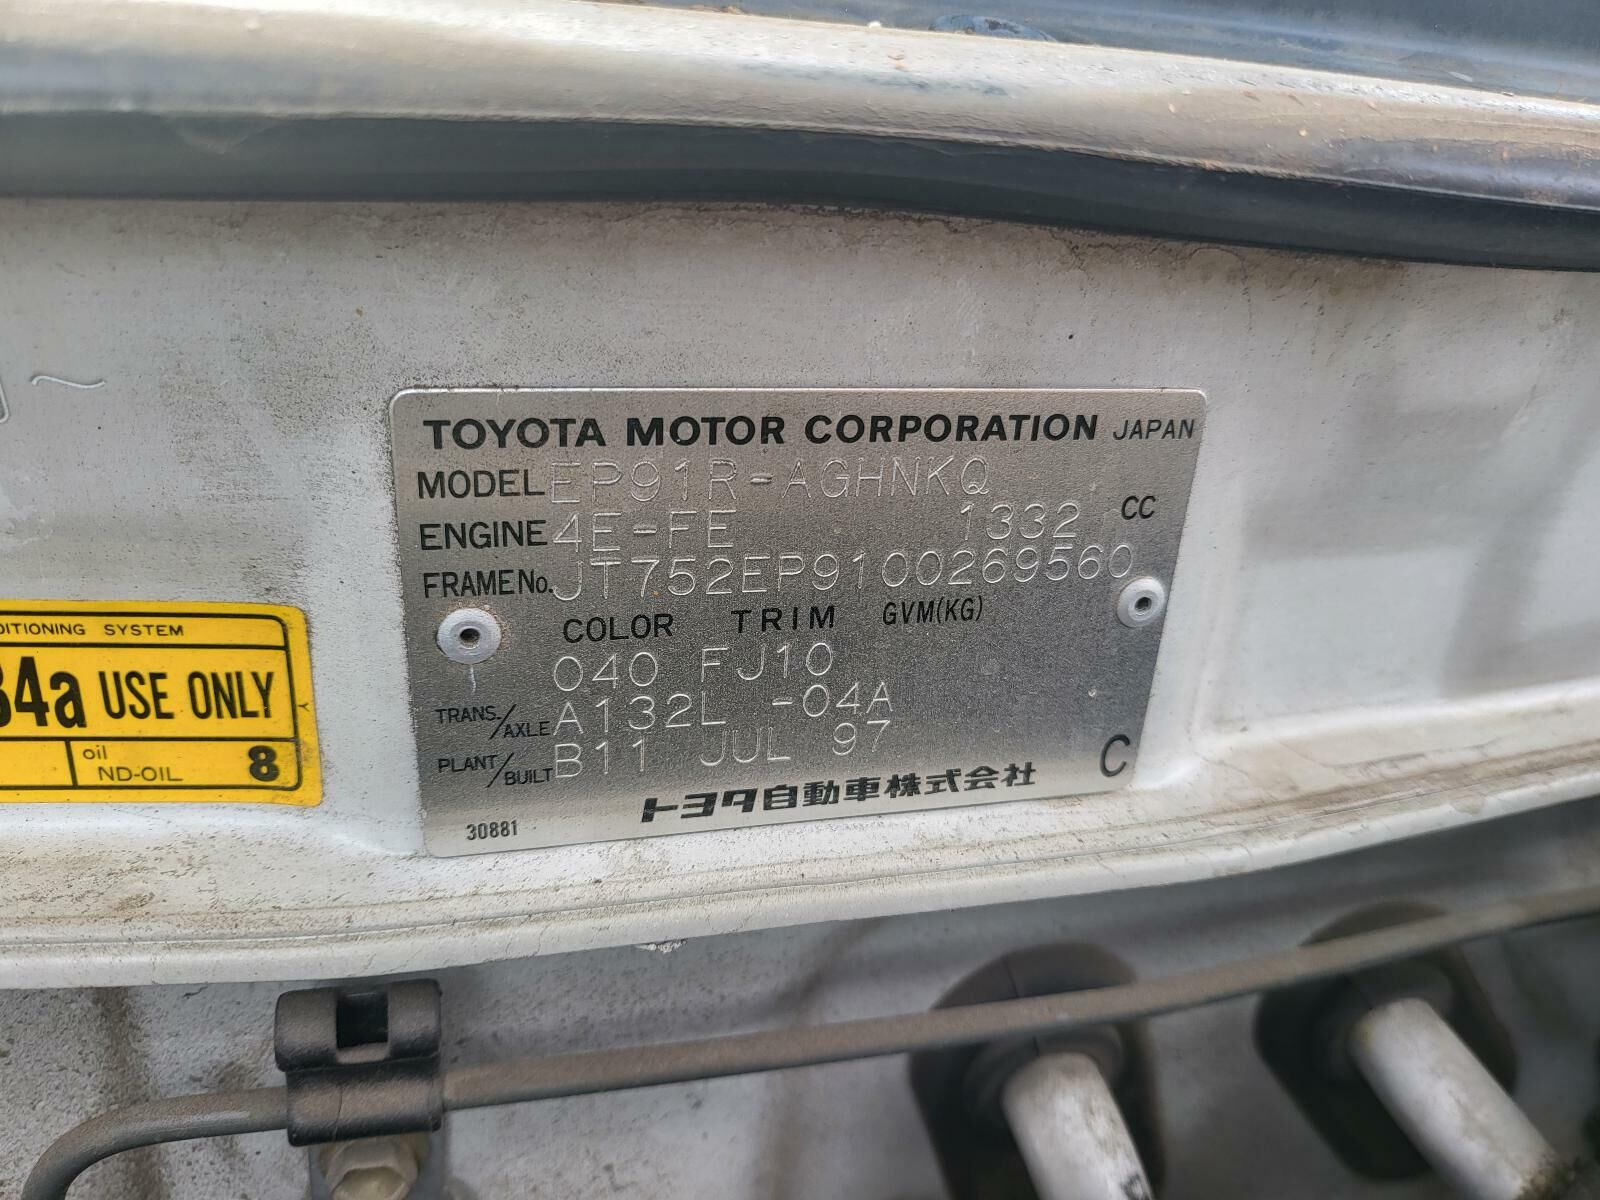 TOYOTA MOTOR CORPORATION JAPAN
MODEL EP91R-AGHNKQ
ENGINE 4E-FE 1332 CC
FRAME No. JT752EP9100269560
COLOR TRIM GVM(KG)
040 FJ10
TRANS./AXLE A132L -04A
PLANT/BUILT B11 JUL 97
トヨタ自動車株式会社 C
30881
SYSTEM
USE ONLY
oil
ND-OIL 8